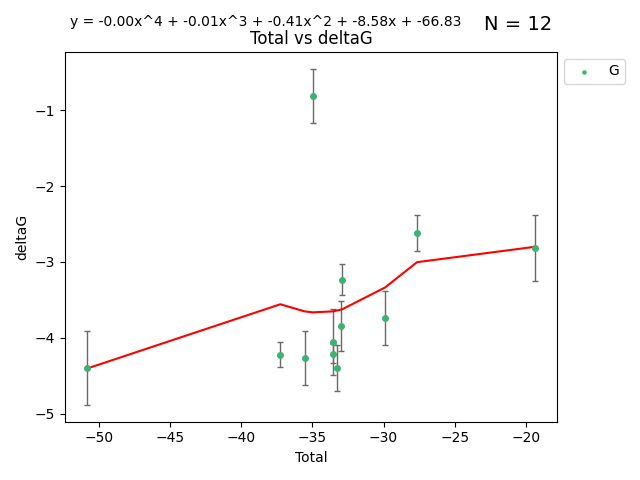 y = -0.00x^4 + -0.01x^3 + -0.41x^2 + -8.58x + -66.83
N = 12
Total vs deltaG
G
deltaG
−1
−2
−3
−4
−5
−50
−45
−40
−35
−30
−25
−20
Total